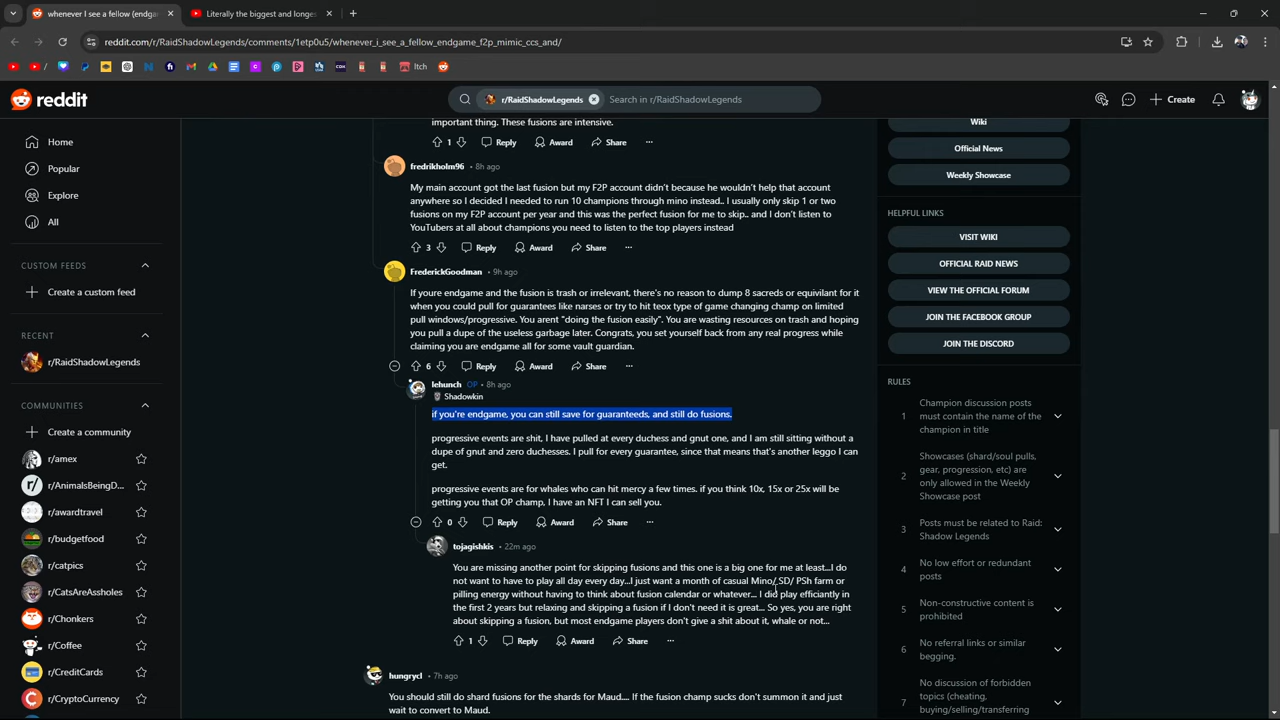 whenever I see a fellow (endga
Literally the biggest and longes
reddit.com/r/RaidShadowLegends/comments/1etp0u5/whenever_i_see_a_fellow_endgame_f2p_mimic_ccs_and/
Itch
reddit
r/RaidShadowLegends
Search in r/RaidShadowLegends
Create
Home
Popular
Explore
All
CUSTOM FEEDS
Create a custom feed
RECENT
r/RaidShadowLegends
COMMUNITIES
Create a community
r/amex
r/AnimalsBeingD...
r/awardtravel
r/budgetfood
r/catpics
r/CatsAreAssholes
r/Chonkers
r/Coffee
r/CreditCards
r/CryptoCurrency
important thing. These fusions are intensive.
1 Reply Award Share
fredrikholm96 • 8h ago
My main account got the last fusion but my F2P account didn't because he wouldn't help that account
anywhere so I decided I needed to run 10 champions through mino instead.. I usually only skip 1 or two
fusions on my F2P account per year and this was the perfect fusion for me to skip.. and I don't listen to
YouTubers at all about champions you need to listen to the top players instead
3 Reply Award Share
FrederickGoodman • 9h ago
If youre endgame and the fusion is trash or irrelevant, there's no reason to dump 8 sacreds or equivilant for it
when you could pull for guarantees like narses or try to hit teox type of game changing champ on limited
pull windows/progressive. You arent "doing the fusion easily". You are wasting resources on trash and hoping
you pull a dupe of the useless garbage later. Congrats, you set yourself back from any real progress while
claiming you are endgame all for some vault guardian.
6 Reply Award Share
lehunch OP • 8h ago
Shadowkin
if you're endgame, you can still save for guaranteeds, and still do fusions.
progressive events are shit, I have pulled at every duchess and gnut one, and I am still sitting without a
dupe of gnut and zero duchesses. I pull for every guarantee, since that means that's another leggo I can
get.
progressive events are for whales who can hit mercy a few times. if you think 10x, 15x or 25x will be
getting you that OP champ, I have an NFT I can sell you.
0 Reply Award Share
tojagishkis • 22m ago
You are missing another point for skipping fusions and this one is a big one for me at least...I do
not want to have to play all day every day...I just want a month of casual Mino/ SD/ PSh farm or
pilling energy without having to think about fusion calendar or whatever... I did play efficiantly in
the first 2 years but relaxing and skipping a fusion if I don't need it is great... So yes, you are right
about skipping a fusion, but most endgame players don't give a shit about it, whale or not...
1 Reply Award Share
hungrycl • 7h ago
You should still do shard fusions for the shards for Maud.... If the fusion champ sucks don't summon it and just
wait to convert to Maud.
Wiki
Official News
Weekly Showcase
HELPFUL LINKS
VISIT WIKI
OFFICIAL RAID NEWS
VIEW THE OFFICIAL FORUM
JOIN THE FACEBOOK GROUP
JOIN THE DISCORD
RULES
1 Champion discussion posts
must contain the name of the
champion in title
2 Showcases (shard/soul pulls,
gear, progression, etc) are
only allowed in the Weekly
Showcase post
3 Posts must be related to Raid:
Shadow Legends
4 No low effort or redundant
posts
5 Non-constructive content is
prohibited
6 No referral links or similar
begging.
7 No discussion of forbidden
topics (cheating,
buying/selling/transferring